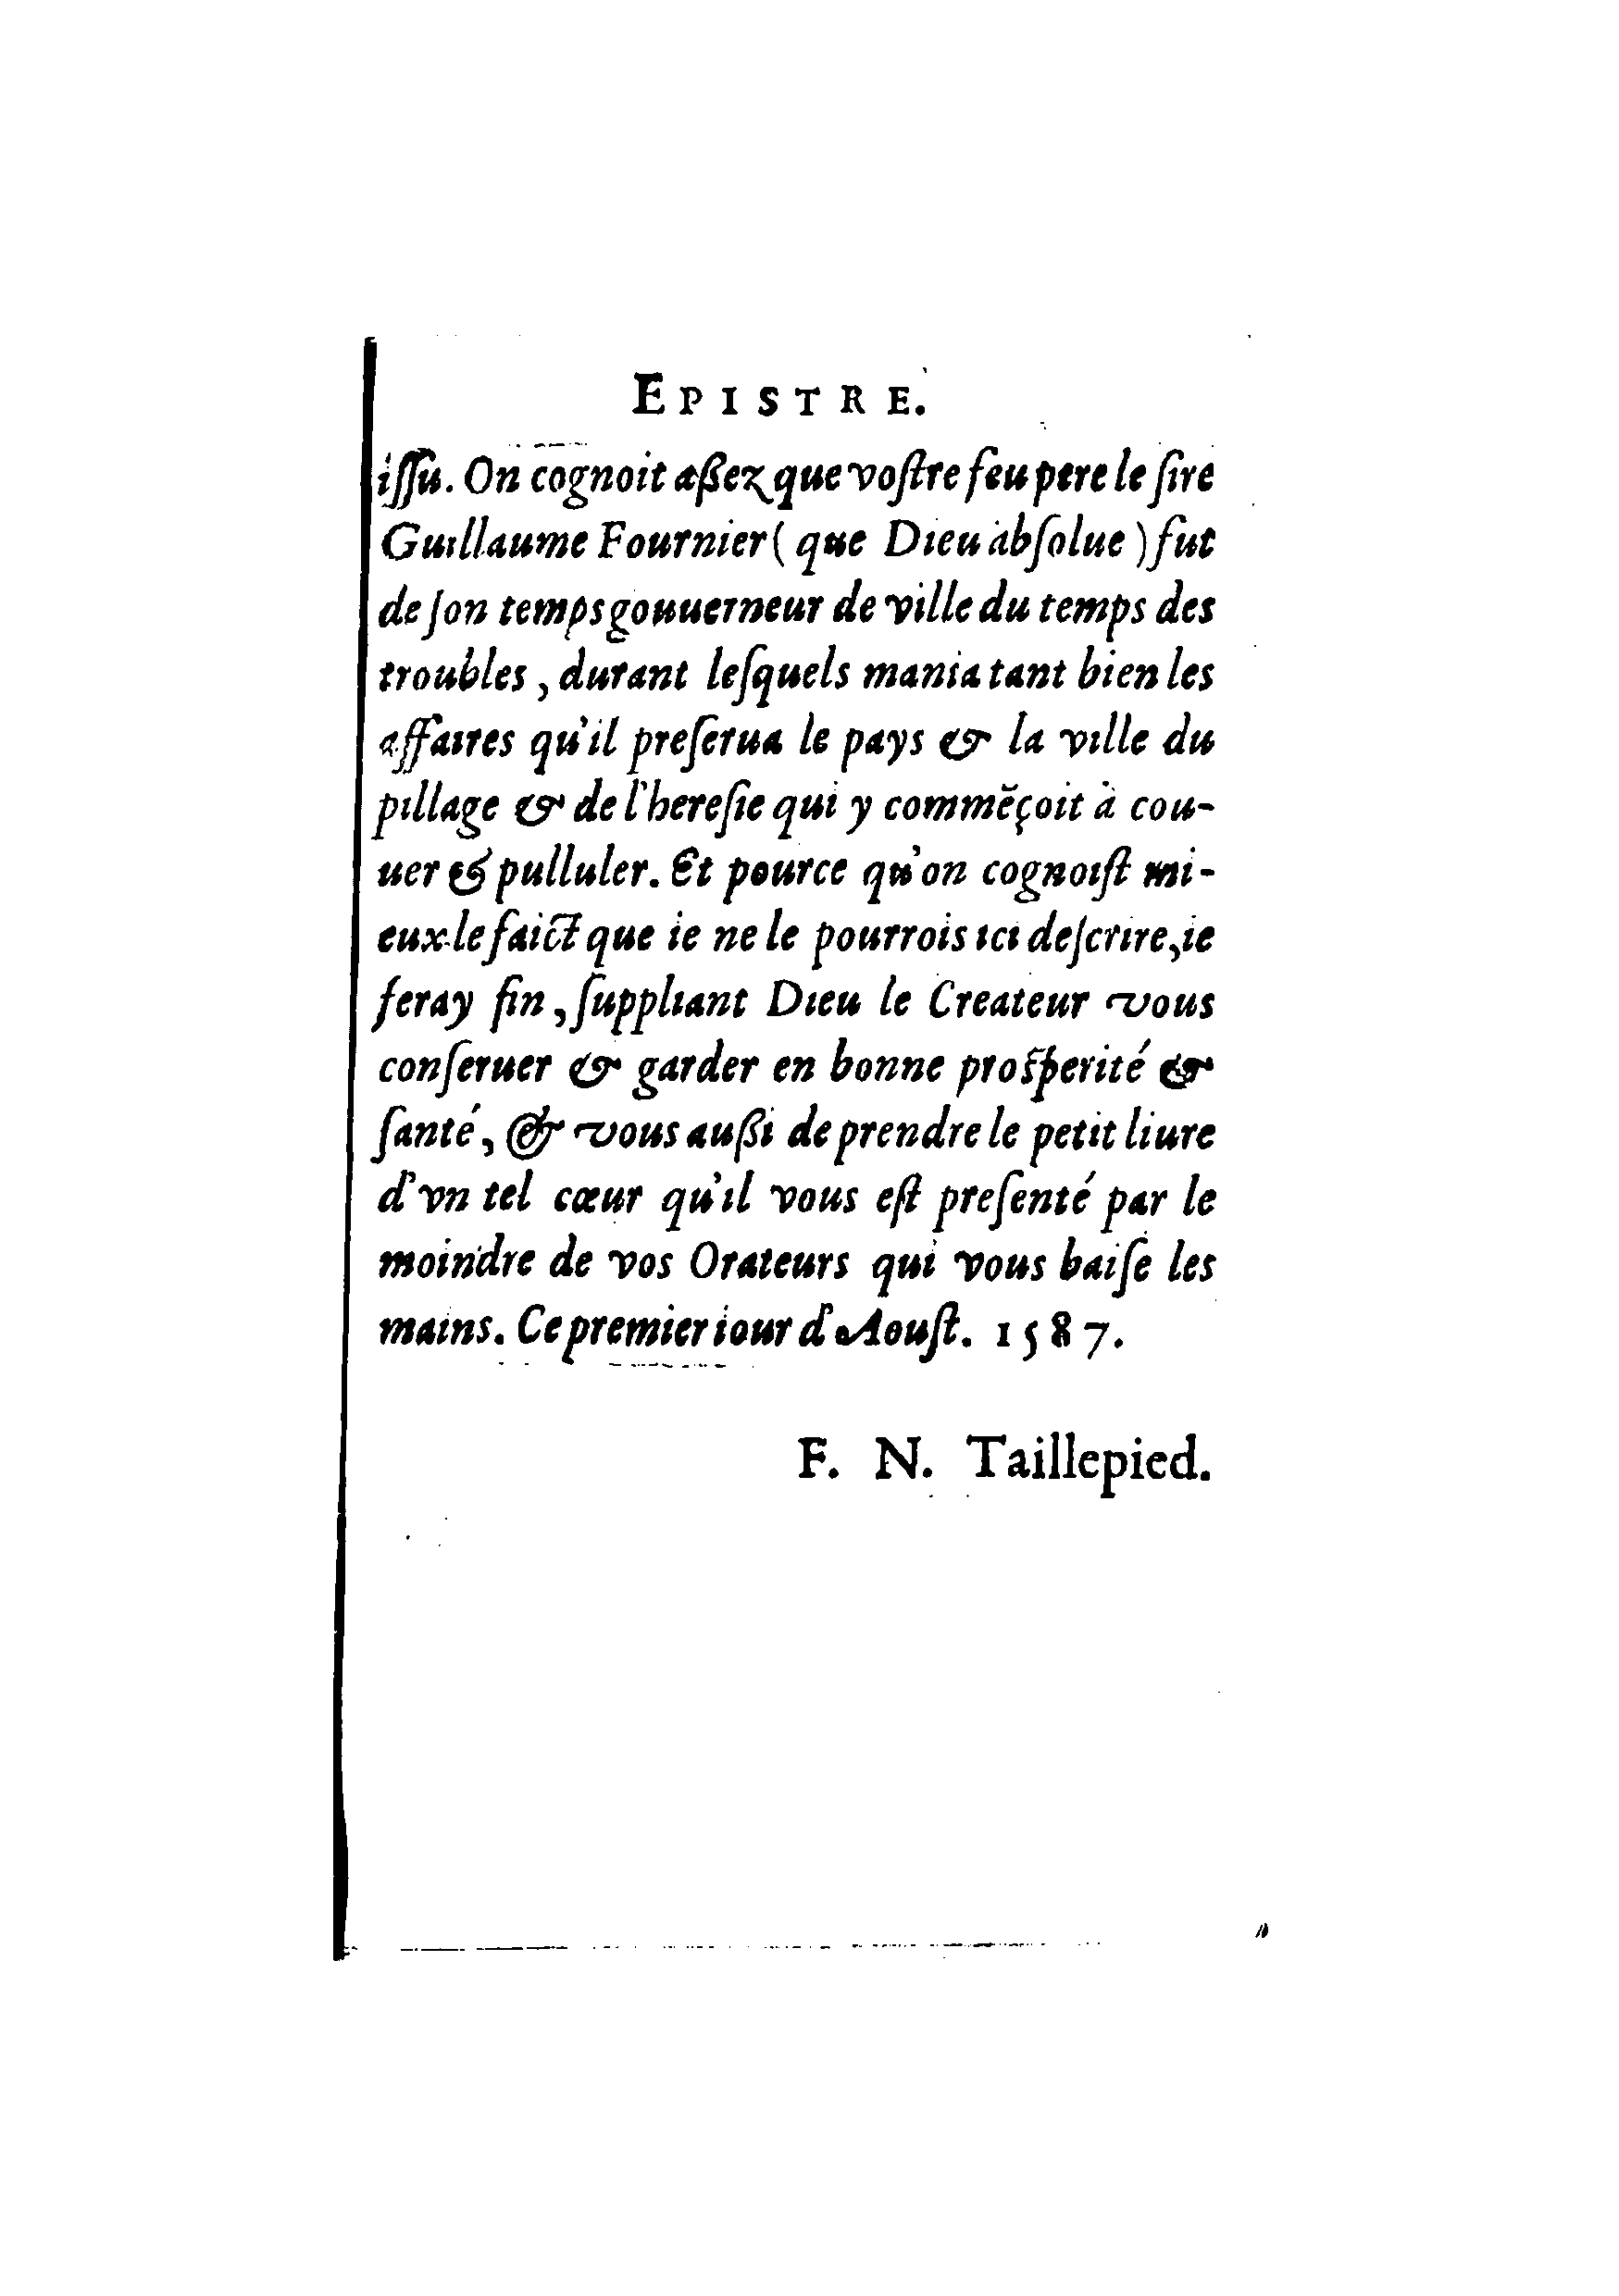 EPISTRE.
iſſu. On cognoit aßez que voſtre feu pere le ſire
Guillaume Fournier ( que Dieu abſolue ) fut
de ſon temps gouuerneur de ville du temps des
troubles , durant leſquels mania tant bien les
affaires qu'il preſerua le pays & la ville du
pillage & de l'hereſie qui y commēçoit à cou-
uer & pulluler. Et pource qu'on cognoiſt mi-
eux le faict que ie ne le pourrois ici deſcrire, ie
feray fin , ſuppliant Dieu le Createur vous
conſeruer & garder en bonne proſperité &
ſanté , & vous außi de prendre le petit liure
d'vn tel cœur qu'il vous eſt preſenté par le
moindre de vos Orateurs qui vous baiſe les
mains. Ce premier iour d'Aouſt. 1587.
F. N. Taillepied.